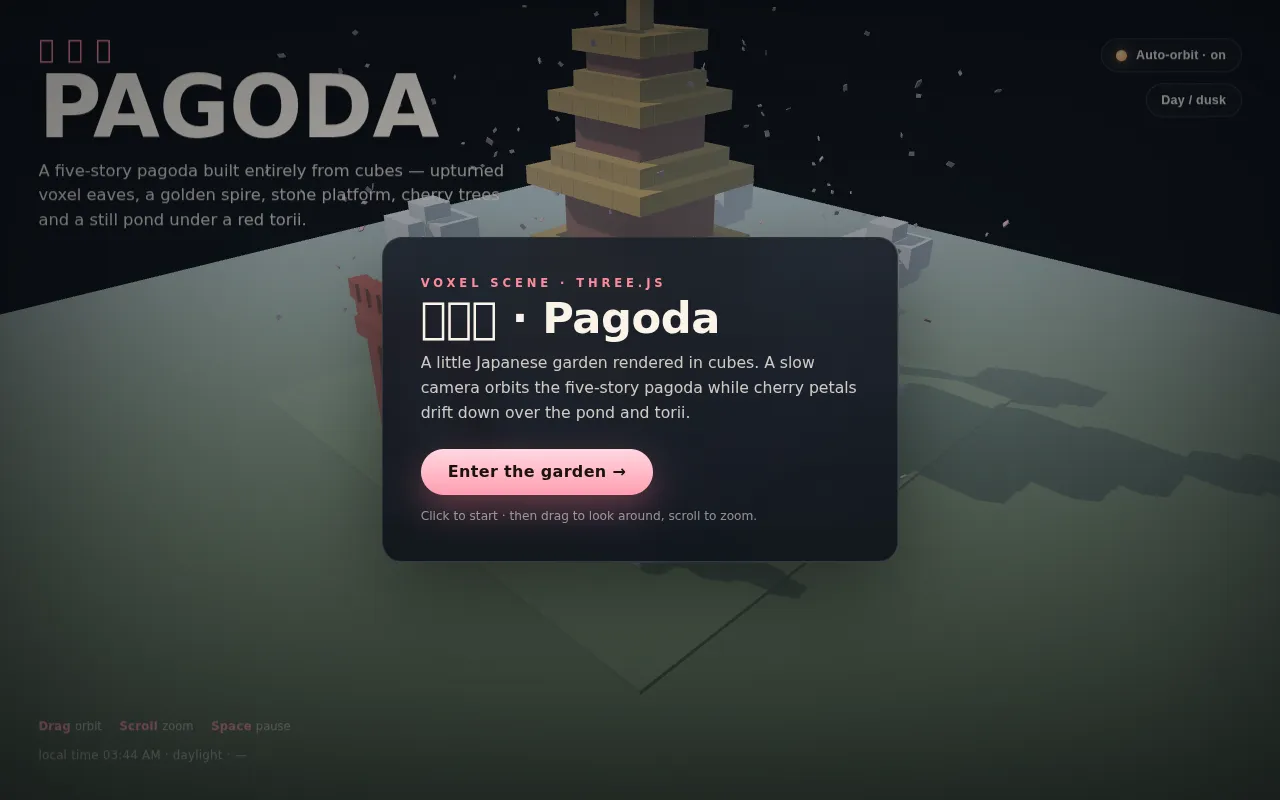 PAGODA
A five-story pagoda built entirely from cubes — upturned
voxel eaves, a golden spire, stone platform, cherry trees
and a still pond under a red torii.
Auto-orbit · on
Day / dusk
VOXEL SCENE · THREE.JS
· Pagoda
A little Japanese garden rendered in cubes. A slow
camera orbits the five-story pagoda while cherry petals
drift down over the pond and torii.
Enter the garden →
Click to start · then drag to look around, scroll to zoom.
Drag orbit Scroll zoom Space pause
local time 03:44 AM · daylight · —